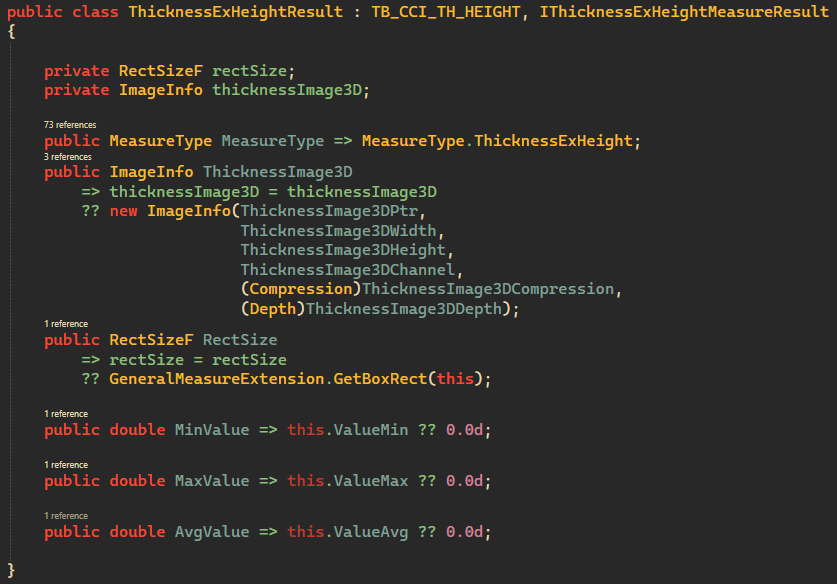 public class ThicknessExHeightResult : TB_CCI_TH_HEIGHT, IThicknessExHeightMeasureResult
{
private RectSizeF rectSize;
private ImageInfo thicknessImage3D;
73 references
public MeasureType MeasureType => MeasureType.ThicknessExHeight;
3 references
public ImageInfo ThicknessImage3D
=> thicknessImage3D = thicknessImage3D
?? new ImageInfo(ThicknessImage3DPtr,
ThicknessImage3DWidth,
ThicknessImage3DHeight,
ThicknessImage3DChannel,
(Compression)ThicknessImage3DCompression,
(Depth)ThicknessImage3DDepth);
1 reference
public RectSizeF RectSize
=> rectSize = rectSize
?? GeneralMeasureExtension.GetBoxRect(this);
1 reference
public double MinValue => this.ValueMin ?? 0.0d;
1 reference
public double MaxValue => this.ValueMax ?? 0.0d;
1 reference
public double AvgValue => this.ValueAvg ?? 0.0d;
}